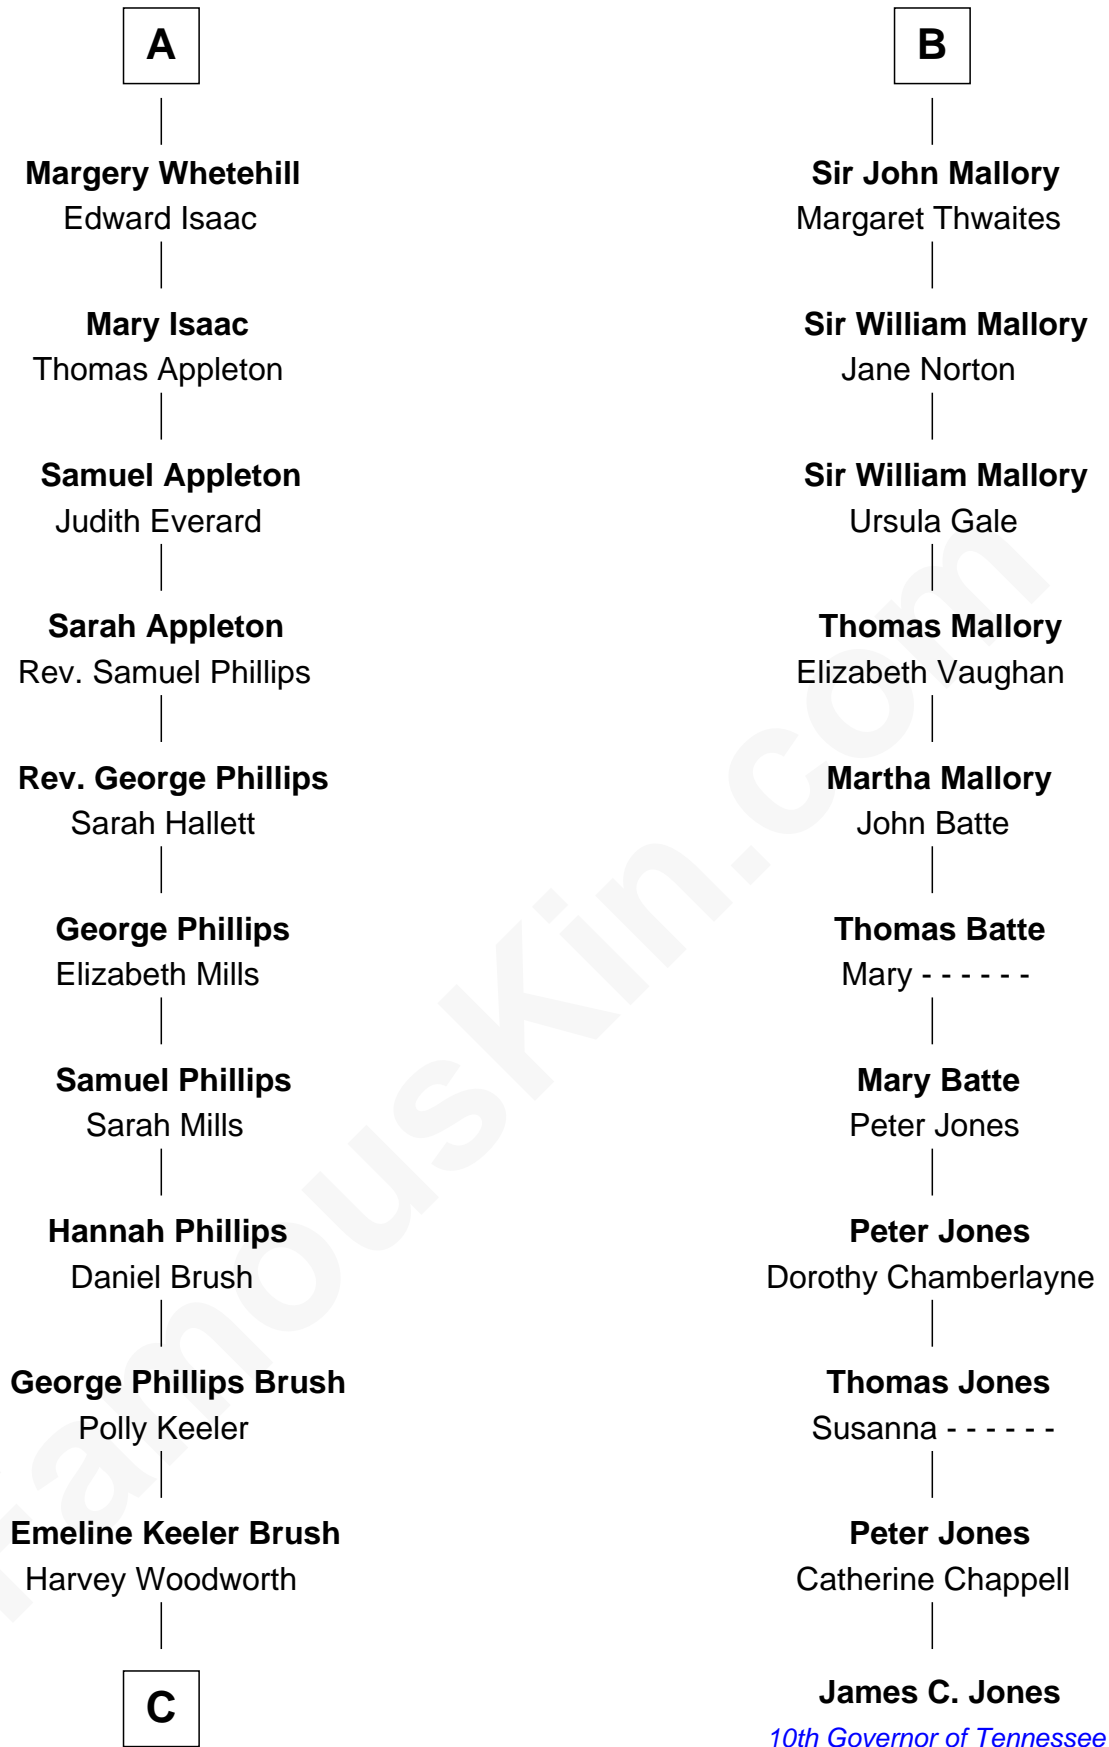 A
Margery Whetehill
Edward Isaac
Mary Isaac
Thomas Appleton
Samuel Appleton
Judith Everard
Sarah Appleton
Rev. Samuel Phillips
Rev. George Phillips
Sarah Hallett
George Phillips
Elizabeth Mills
Samuel Phillips
Sarah Mills
Hannah Phillips
Daniel Brush
George Phillips Brush
Polly Keeler
Emeline Keeler Brush
Harvey Woodworth
C
B
Sir John Mallory
Margaret Thwaites
Sir William Mallory
Jane Norton
Sir William Mallory
Ursula Gale
Thomas Mallory
Elizabeth Vaughan
Martha Mallory
John Batte
Thomas Batte
Mary - - - - - -
Mary Batte
Peter Jones
Peter Jones
Dorothy Chamberlayne
Thomas Jones
Susanna - - - - - -
Peter Jones
Catherine Chappell
James C. Jones
10th Governor of Tennessee
FamousKin.com